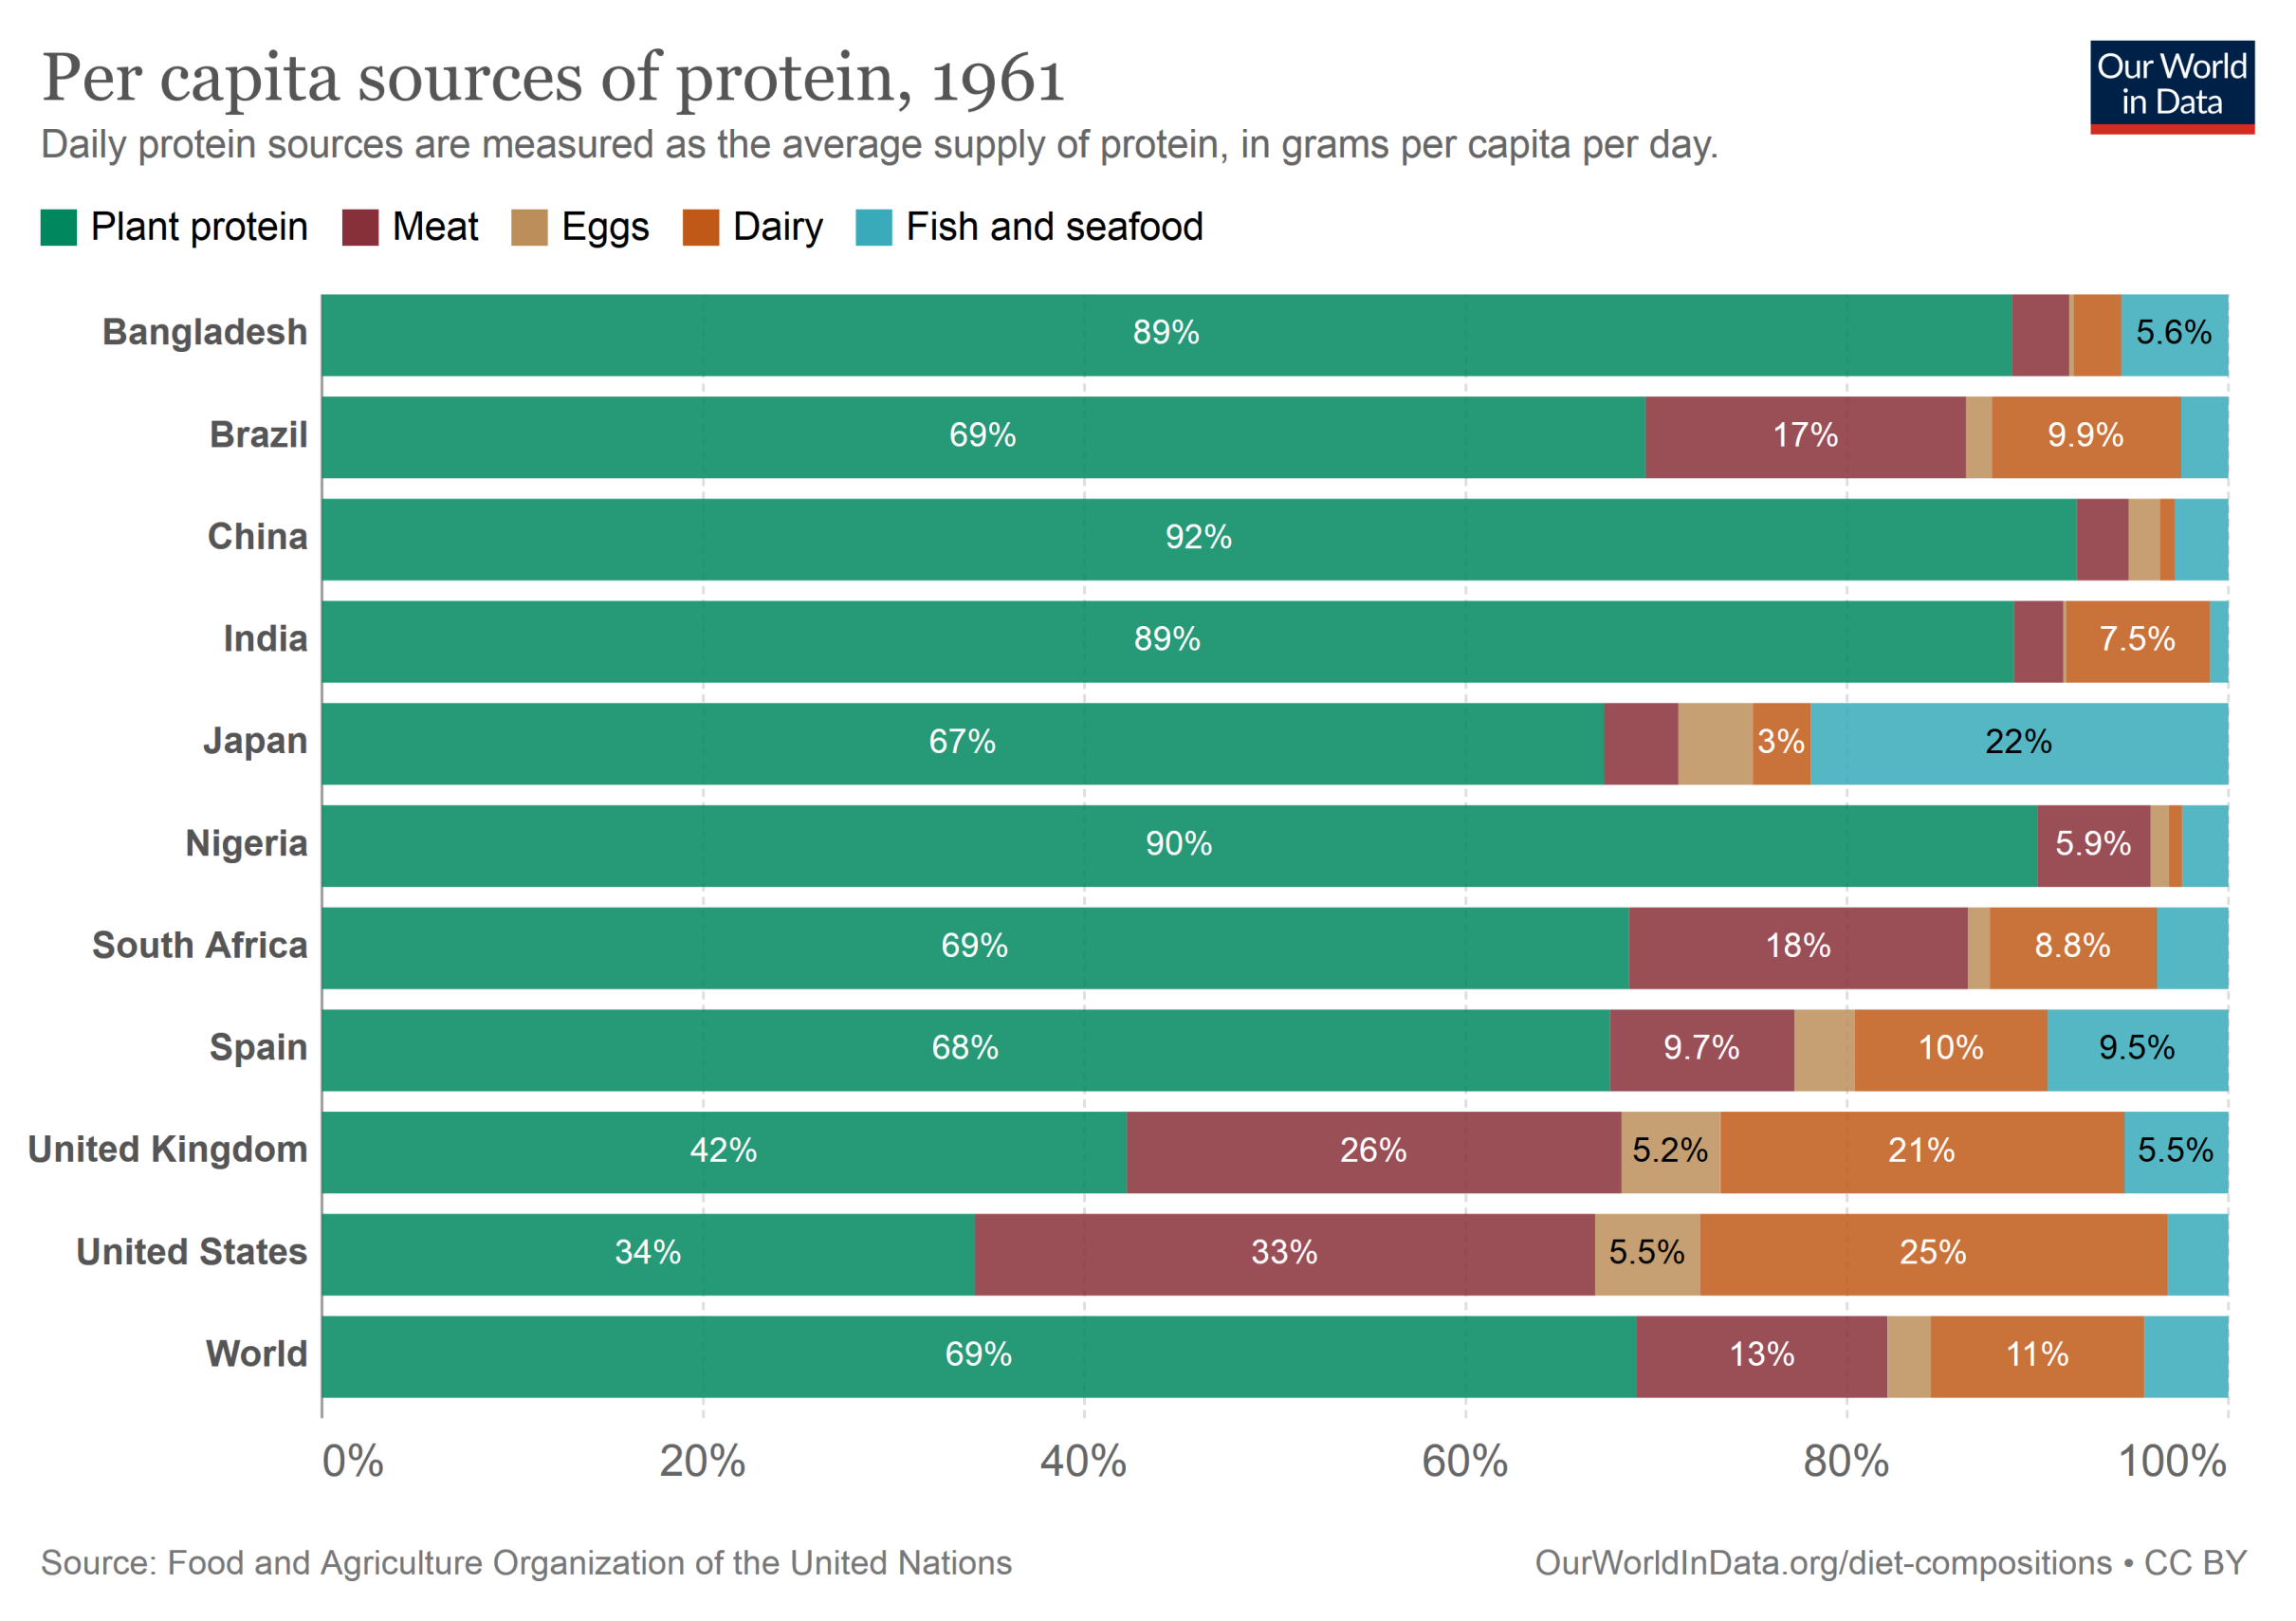 Per capita sources of protein, 1961
Our World
in Data
Daily protein sources are measured as the average supply of protein, in grams per capita per day.
Plant protein Meat Eggs Dairy Fish and seafood
Bangladesh 89% 5.6%
Brazil 69% 17% 9.9%
China 92%
India 89% 7.5%
Japan 67% 3% 22%
Nigeria 90% 5.9%
South Africa 69% 18% 8.8%
Spain 68% 9.7% 10% 9.5%
United Kingdom 42% 26% 5.2% 21% 5.5%
United States 34% 33% 5.5% 25%
World 69% 13% 11%
0% 20% 40% 60% 80% 100%
Source: Food and Agriculture Organization of the United Nations
OurWorldInData.org/diet-compositions • CC BY